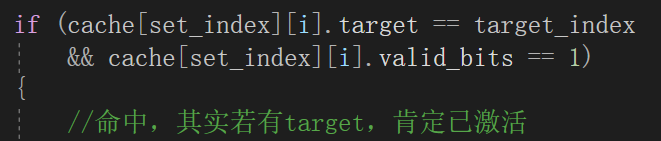 if (cache[set_index][i].target == target_index
&& cache[set_index][i].valid_bits == 1)
{
//命中，其实若有target，肯定已激活